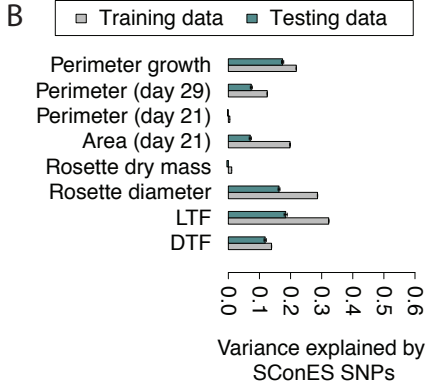 B
Training data Testing data
Perimeter growth
Perimeter (day 29)
Perimeter (day 21)
Area (day 21)
Rosette dry mass
Rosette diameter
LTF
DTF
0.0 0.1 0.2 0.3 0.4 0.5 0.6
Variance explained by
SConES SNPs